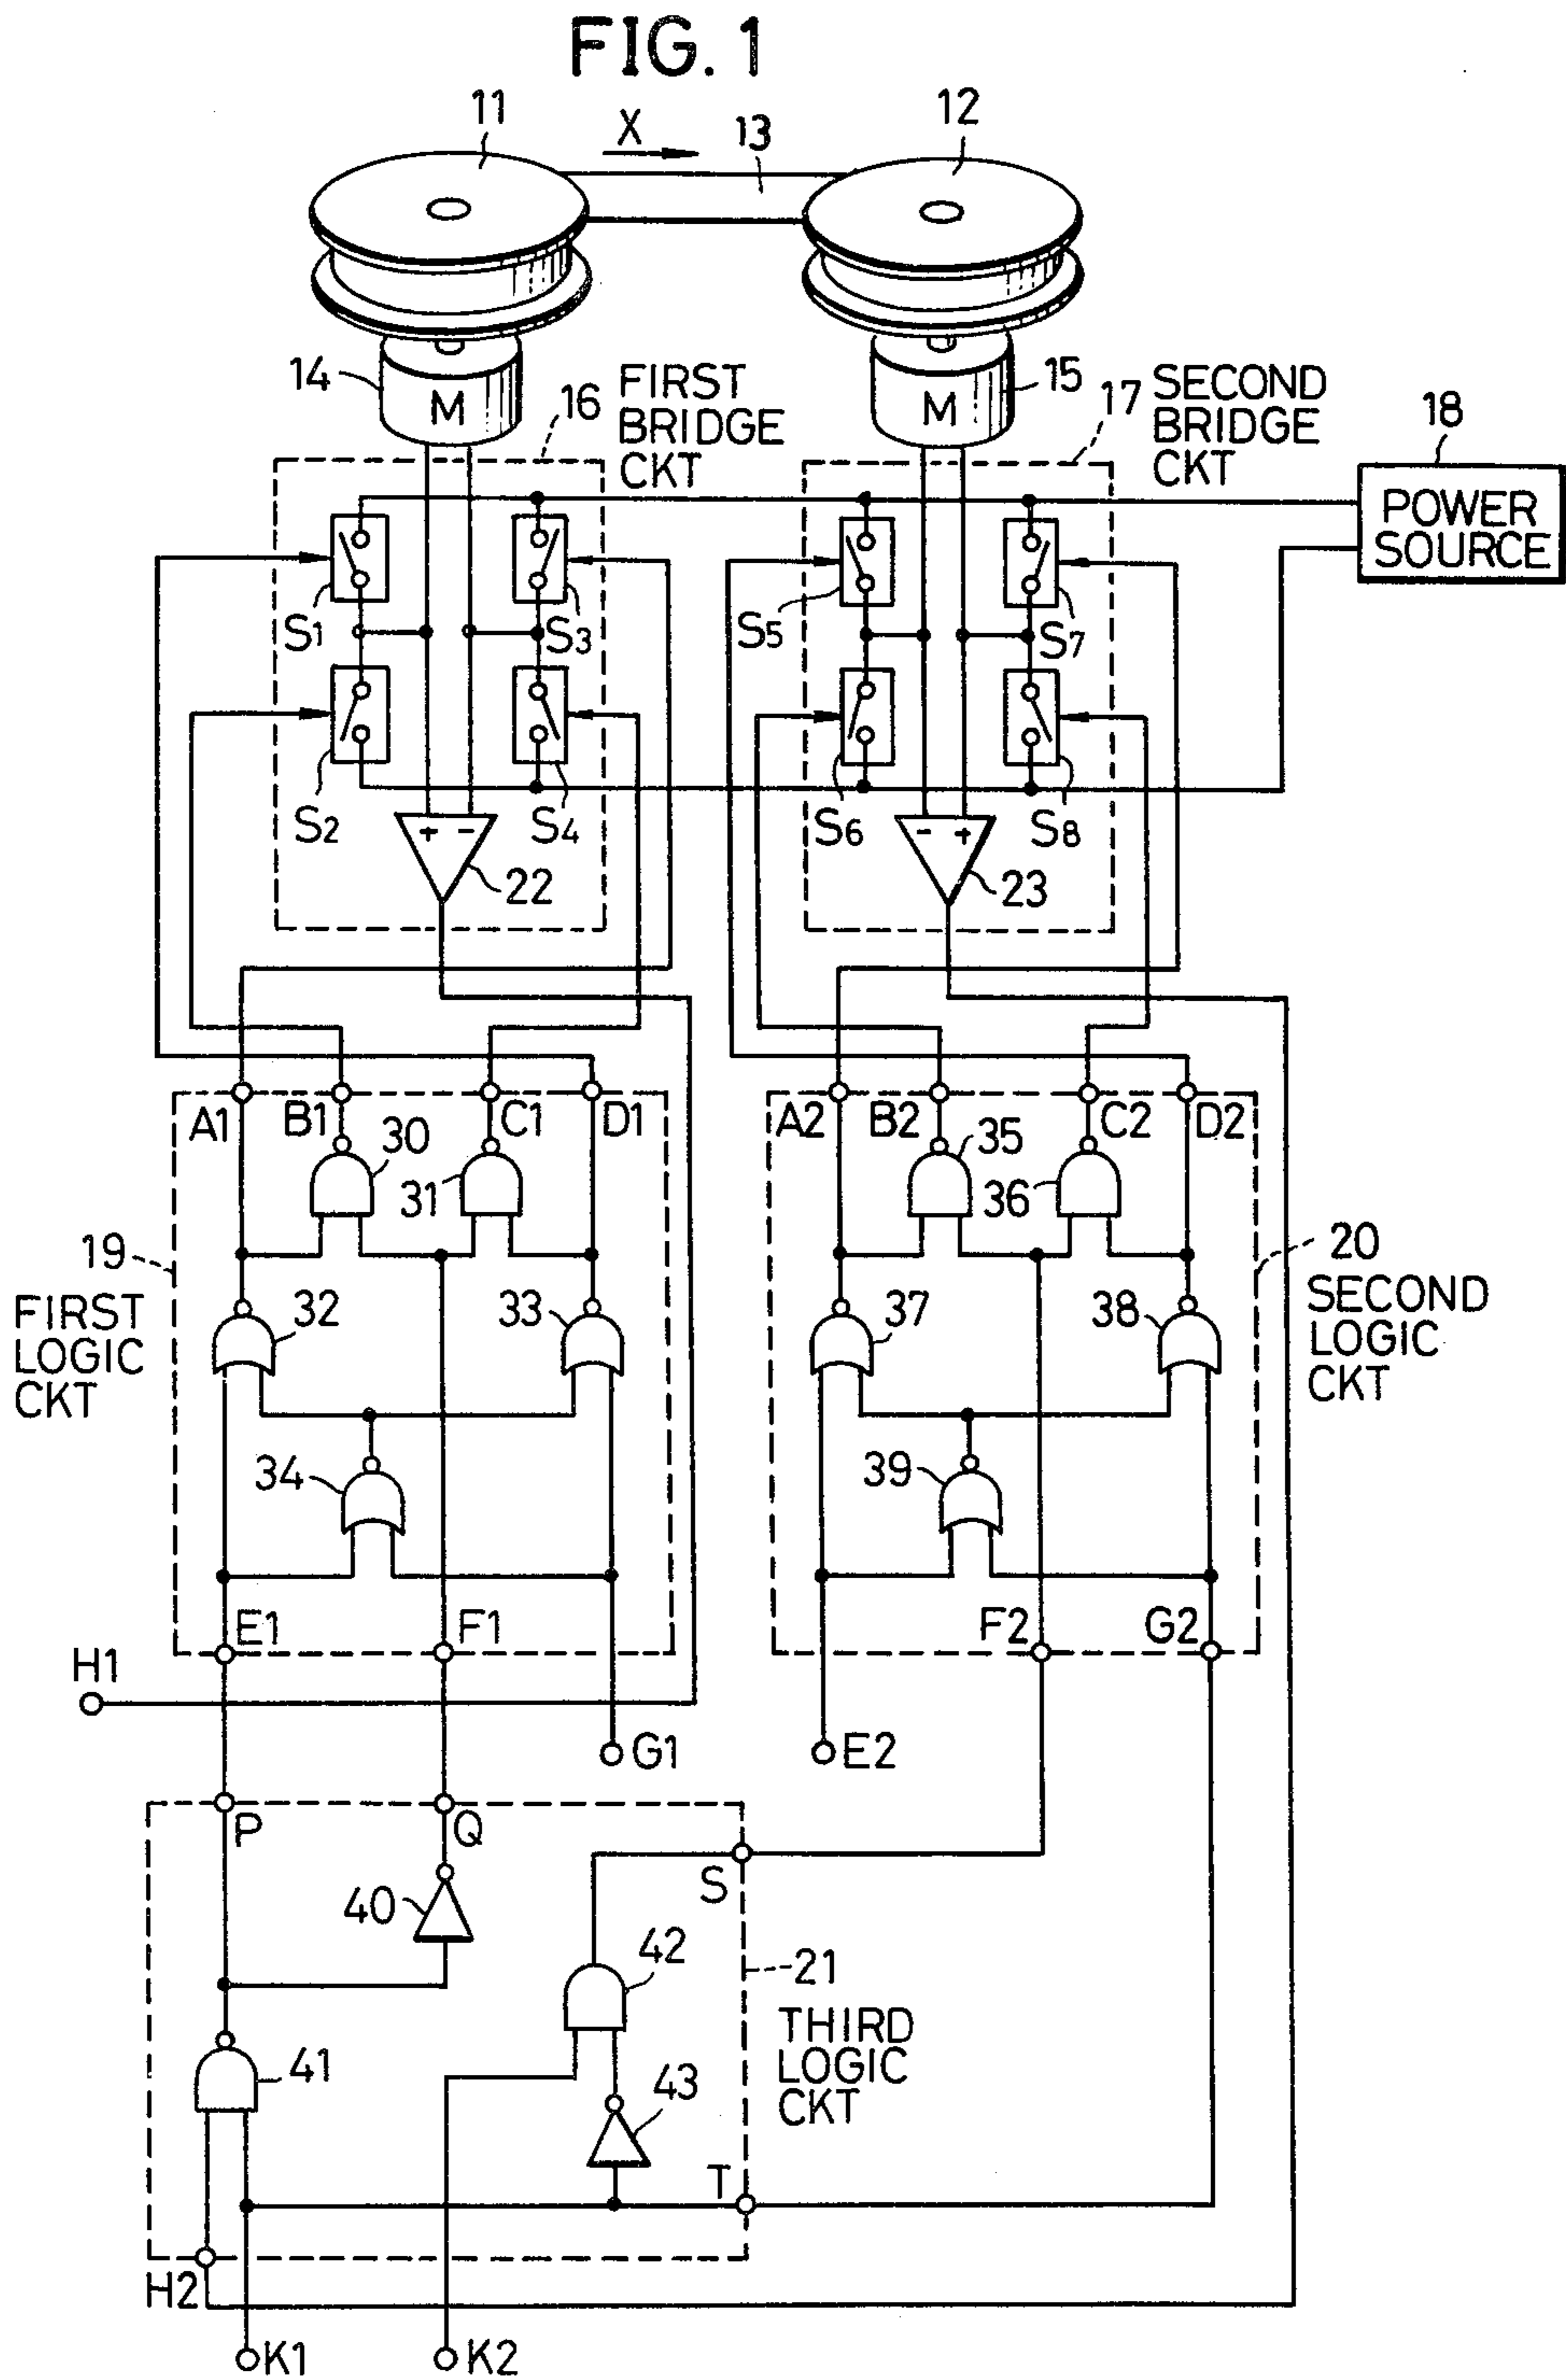 FIG. 1
11
X
13
12
14
M
16
FIRST
BRIDGE
CKT
M
15
17
SECOND
BRIDGE
CKT
18
POWER
SOURCE
S1
S3
S5
S7
S2
S4
S6
S8
+ -
22
- +
23
A1
B1
C1
D1
A2
B2
C2
D2
30
31
35
36
19
FIRST
LOGIC
CKT
32
33
37
38
20
SECOND
LOGIC
CKT
34
39
E1
F1
F2
G2
H1
G1
E2
P
Q
S
40
42
21
THIRD
LOGIC
CKT
41
43
T
H2
K1
K2